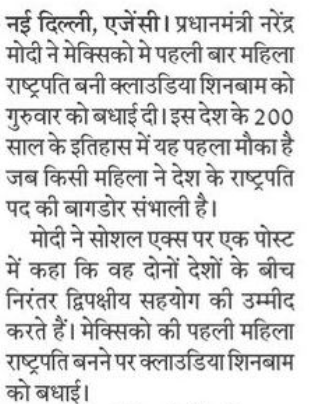 नई दिल्ली, एजेंसी। प्रधानमंत्री नरेंद्र
मोदी ने मेक्सिको मे पहली बार महिला
राष्ट्रपति बनी क्लाउडिया शिनबाम को
गुरुवार को बधाई दी। इस देश के 200
साल के इतिहास में यह पहला मौका है
जब किसी महिला ने देश के राष्ट्रपति
पद की बागडोर संभाली है।
मोदी ने सोशल एक्स पर एक पोस्ट
में कहा कि वह दोनों देशों के बीच
निरंतर द्विपक्षीय सहयोग की उम्मीद
करते हैं। मेक्सिको की पहली महिला
राष्ट्रपति बनने पर क्लाउडिया शिनबाम
को बधाई।